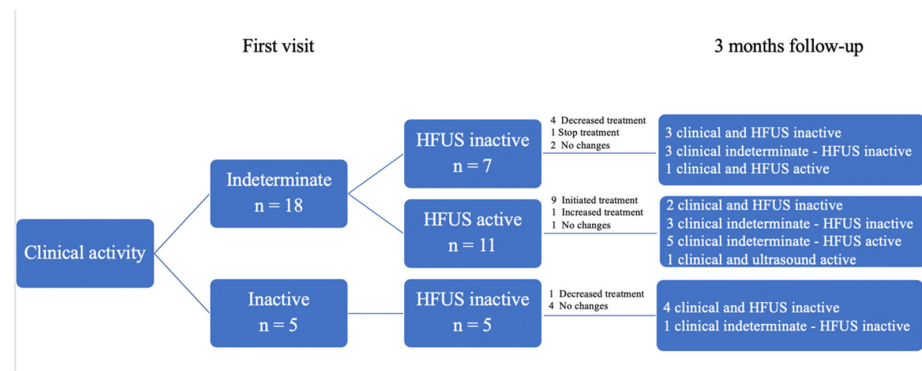 First visit
3 months follow-up
Clinical activity
Indeterminate
n = 18
Inactive
n = 5
HFUS inactive
n = 7
HFUS active
n = 11
HFUS inactive
n = 5
4 Decreased treatment
1 Stop treatment
2 No changes
9 Initiated treatment
1 Increased treatment
1 No changes
1 Decreased treatment
4 No changes
3 clinical and HFUS inactive
3 clinical indeterminate - HFUS inactive
1 clinical and HFUS active
2 clinical and HFUS inactive
3 clinical indeterminate - HFUS inactive
5 clinical indeterminate - HFUS active
1 clinical and ultrasound active
4 clinical and HFUS inactive
1 clinical indeterminate - HFUS inactive